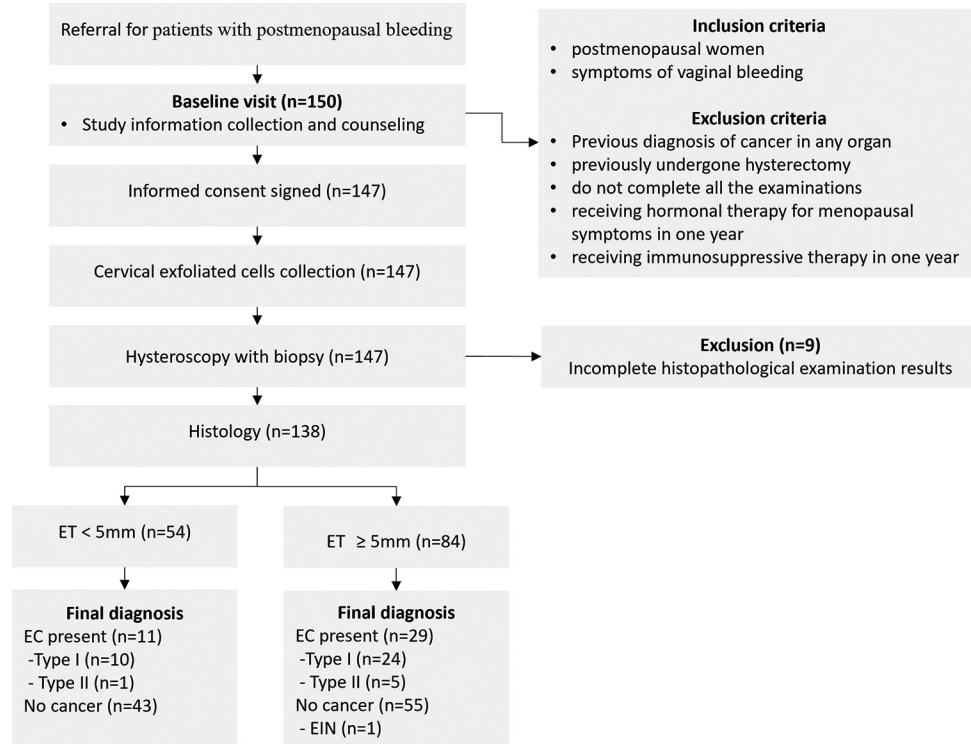 Referral for patients with postmenopausal bleeding
Baseline visit (n=150)
• Study information collection and counseling
Informed consent signed (n=147)
Cervical exfoliated cells collection (n=147)
Hysteroscopy with biopsy (n=147)
Histology (n=138)
Inclusion criteria
• postmenopausal women
• symptoms of vaginal bleeding
Exclusion criteria
• Previous diagnosis of cancer in any organ
• previously undergone hysterectomy
• do not complete all the examinations
• receiving hormonal therapy for menopausal
symptoms in one year
• receiving immunosuppressive therapy in one year
Exclusion (n=9)
Incomplete histopathological examination results
ET < 5mm (n=54)
Final diagnosis
EC present (n=11)
-Type I (n=10)
- Type II (n=1)
No cancer (n=43)
ET ≥ 5mm (n=84)
Final diagnosis
EC present (n=29)
-Type I (n=24)
- Type II (n=5)
No cancer (n=55)
- EIN (n=1)